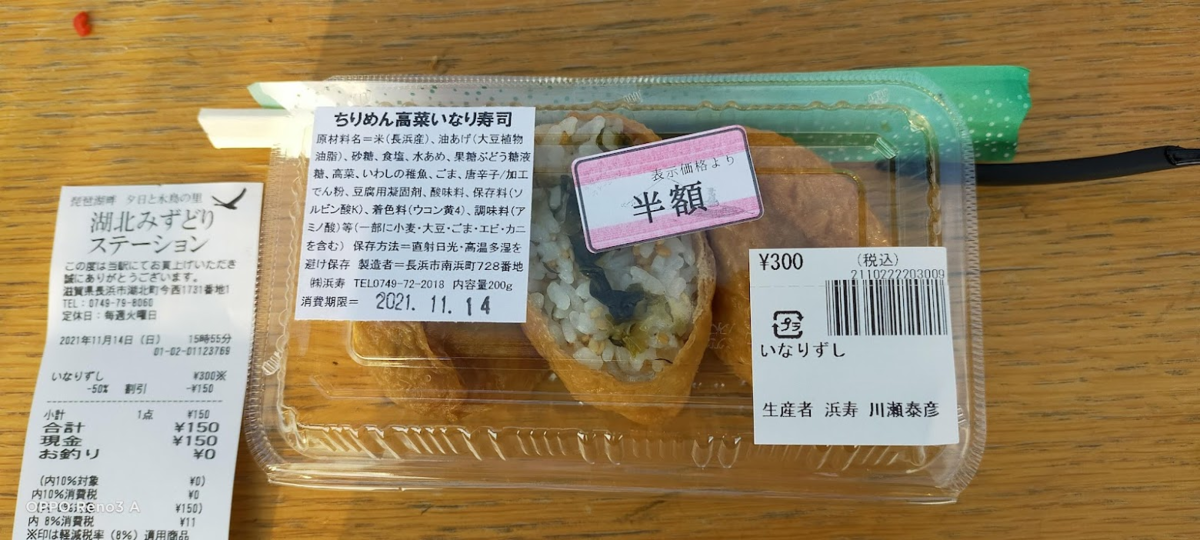 琵琶湖畔 夕日と水鳥の里
湖北みずどり
ステーション
この度は当駅にてお買上げいただき
誠にありがとうございます。
滋賀県長浜市湖北町今西1731番地1
TEL：0749-79-8060
定休日：毎週火曜日
2021年11月14日（日） 15時55分
01-02-01123769
いなりずし ¥300※
-50% 割引 -¥150
小計 1点 ¥150
合計 ¥150
現金 ¥150
お釣り ¥0
（内10%対象 ¥0）
内10%消費税 ¥0
¥150）
内 8%消費税 ¥11
※印は軽減税率（8%）適用商品
OPPO Reno3 A
ちりめん高菜いなり寿司
原材料名＝米（長浜産）、油あげ（大豆植物
油脂）、砂糖、食塩、水あめ、果糖ぶどう糖液
糖、高菜、いわしの稚魚、ごま、唐辛子/加工
でん粉、豆腐用凝固剤、酸味料、保存料（ソ
ルビン酸K）、着色料（ウコン黄4）、調味料（ア
ミノ酸）等（一部に小麦・大豆・ごま・エビ・カニ
を含む） 保存方法＝直射日光・高温多湿を
避け保存 製造者＝長浜市南浜町728番地
㈲浜寿 TEL0749-72-2018 内容量200g
消費期限＝ 2021. 11. 14
表示価格より
半額
¥300 （税込）
2110222203009
プラ
いなりずし
生産者 浜寿 川瀬泰彦